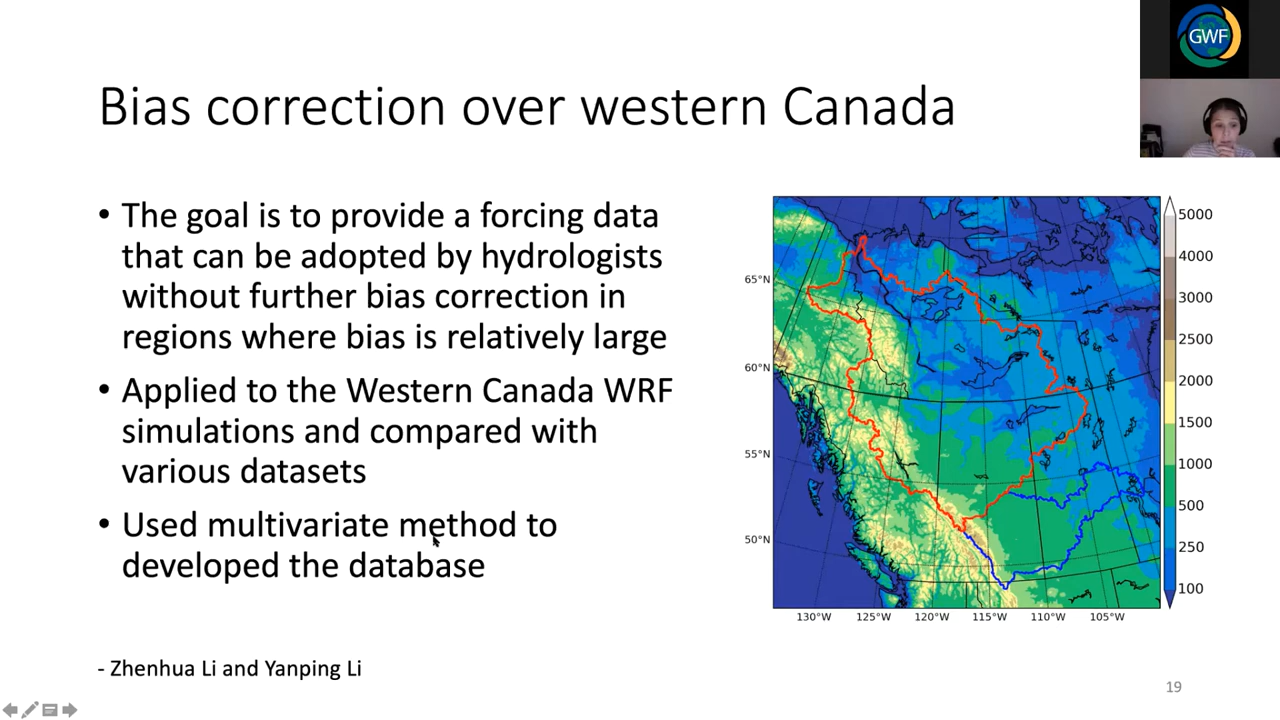 GWF
Bias correction over western Canada
• The goal is to provide a forcing data
that can be adopted by hydrologists
without further bias correction in
regions where bias is relatively large
• Applied to the Western Canada WRF
simulations and compared with
various datasets
• Used multivariate method to
developed the database
- Zhenhua Li and Yanping Li
65°N
60°N
55°N
50°N
130°W 125°W 120°W 115°W 110°W 105°W
5000
4000
3000
2500
2000
1500
1000
500
250
100
19